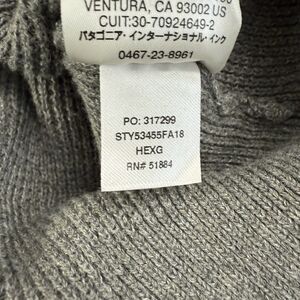 VENTURA, CA 93002 US
CUIT:30-70924649-2
パタゴニア・インターナショナル・インク
0467-23-8961
PO: 317299
STY53455FA18
HEXG
RN# 51884